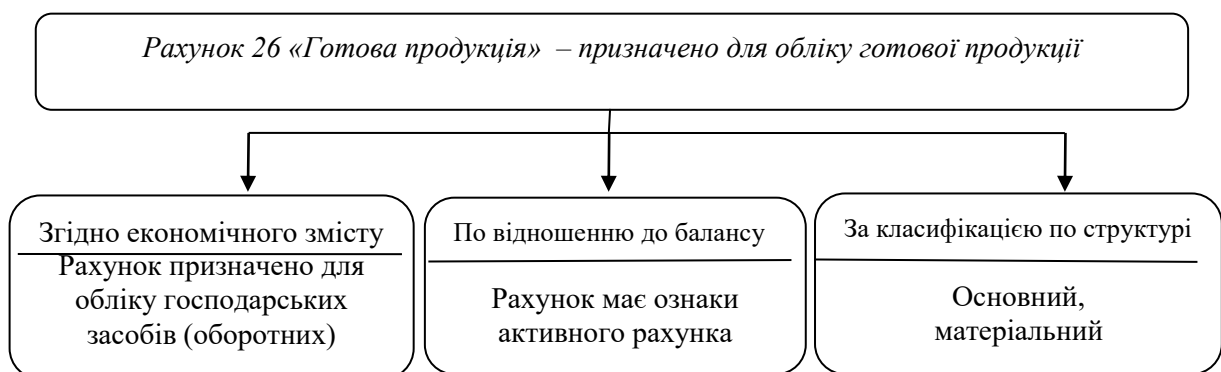 Рахунок 26 «Готова продукція» – призначено для обліку готової продукції
Згідно економічного змісту
Рахунок призначено для
обліку господарських
засобів (оборотних)
По відношенню до балансу
Рахунок має ознаки
активного рахунка
За класифікацією по структурі
Основний,
матеріальний